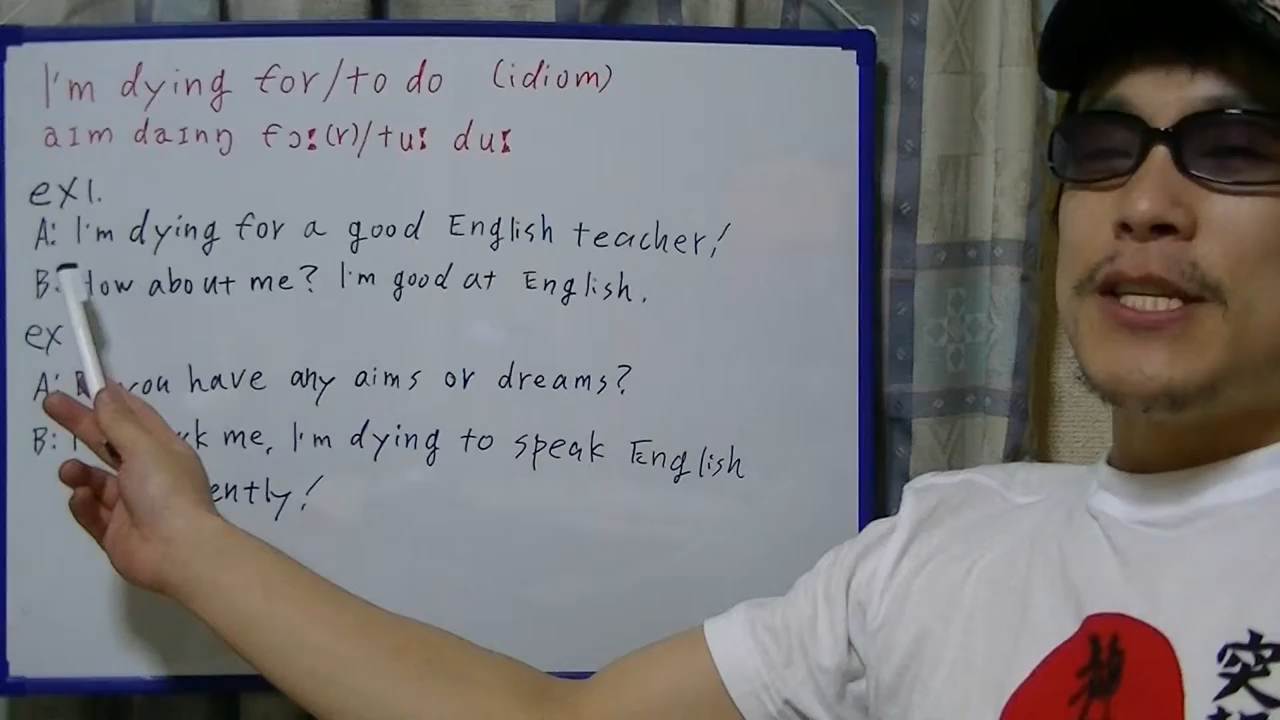 I'm dying for/to do (idiom)
aɪm daɪɪŋ fɔː(r)/tuː duː
ex1.
A: I'm dying for a good English teacher!
B: How about me? I'm good at English.
ex
A: you have any aims or dreams?
B: me, I'm dying to speak English
ently!
突